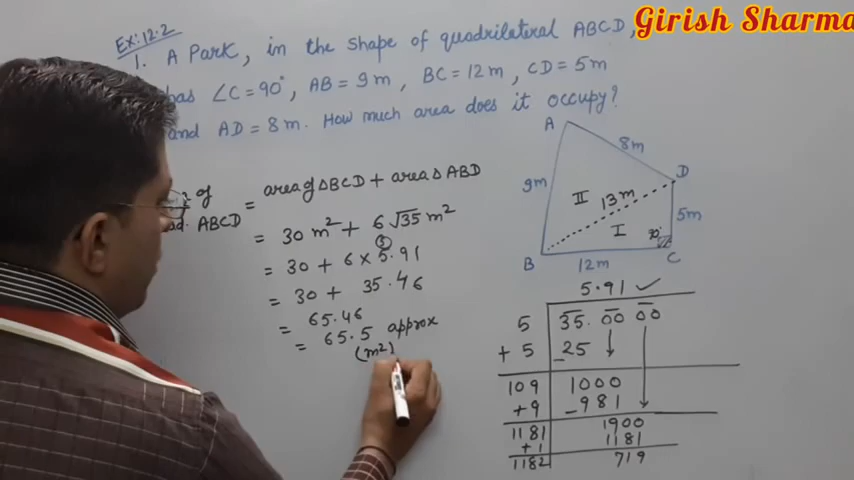 Girish Sharma
Ex: 12.2
1. A Park, in the shape of quadrilateral ABCD,
has ∠C = 90°, AB = 9m, BC = 12m, CD = 5m
and AD = 8m. How much area does it occupy?
of
ABCD = area of ΔBCD + area ΔABD
= 30 m² + 6√35 m²
= 30 + 6 × 5.91
= 30 + 35.46
= 65.46
= 65.5 approx
(m²)
A
8m
D
9m
II
13m
5m
I
90°
B
12m
C
5.91 ✓
5 35. 00 00
+ 5 - 25
109 1000
+9 - 981
1181 1900
+1 1181
1182 719